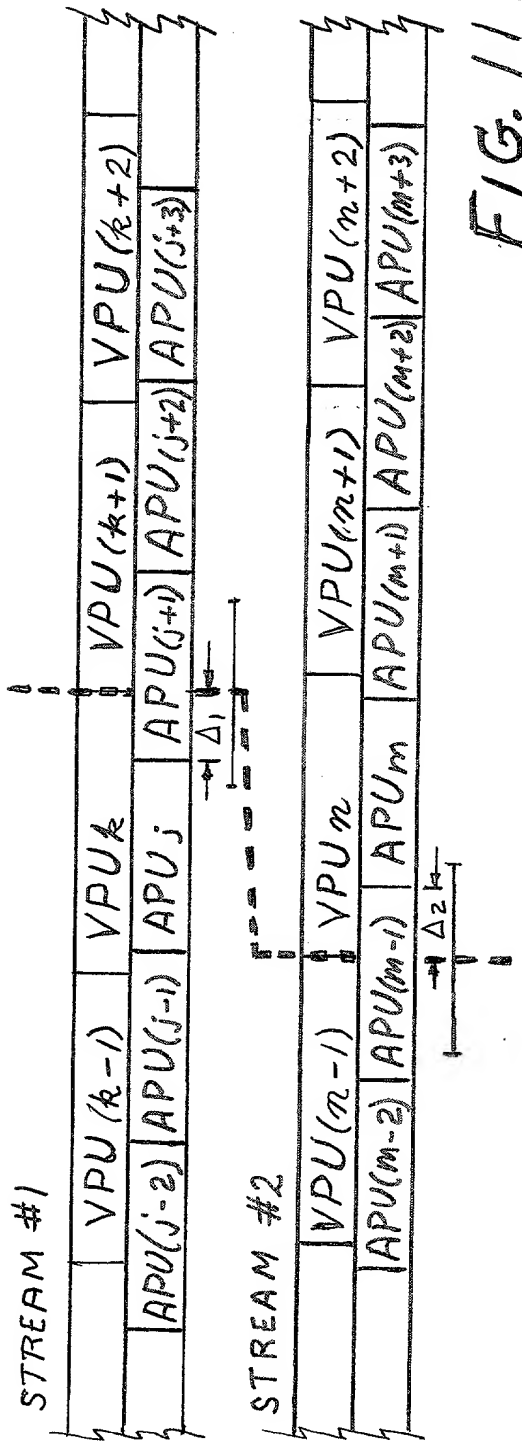 STREAM #1
VPU(k-1) VPUk VPU(k+1) VPU(k+2)
APU(j-2) APU(j-1) APUj APU(j+1) APU(j+2) APU(j+3)
Δ1
STREAM #2
VPU(n-1) VPUn VPU(n+1) VPU(n+2)
APU(m-2) APU(m-1) APUm APU(m+1) APU(m+2) APU(m+3)
Δ2
FIG. 11